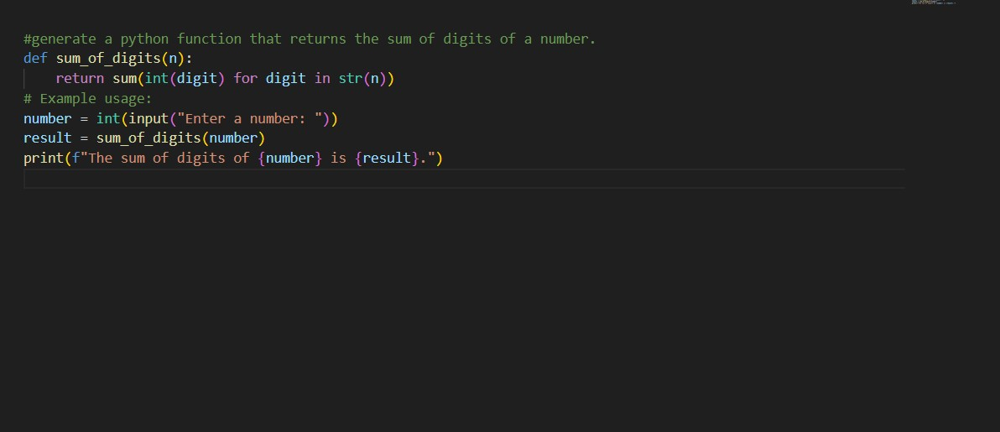 #generate a python function that returns the sum of digits of a number.
def sum_of_digits(n):
    return sum(int(digit) for digit in str(n))
# Example usage:
number = int(input("Enter a number: "))
result = sum_of_digits(number)
print(f"The sum of digits of {number} is {result}.")